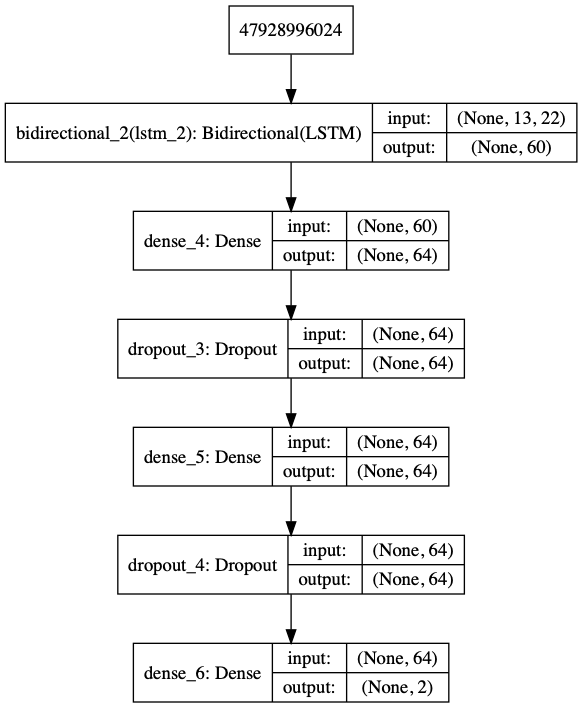 47928996024
bidirectional_2(lstm_2): Bidirectional(LSTM)
input: (None, 13, 22)
output: (None, 60)
dense_4: Dense
input: (None, 60)
output: (None, 64)
dropout_3: Dropout
input: (None, 64)
output: (None, 64)
dense_5: Dense
input: (None, 64)
output: (None, 64)
dropout_4: Dropout
input: (None, 64)
output: (None, 64)
dense_6: Dense
input: (None, 64)
output: (None, 2)